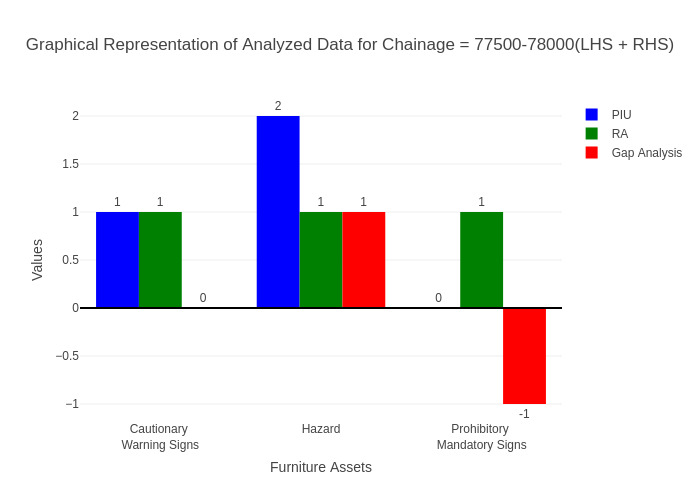 Graphical Representation of Analyzed Data for Chainage = 77500-78000(LHS + RHS)
PIU
RA
Gap Analysis
Values
2
1.5
1
0.5
0
−0.5
−1
1
1
0
2
1
1
0
1
-1
Cautionary
Warning Signs
Hazard
Prohibitory
Mandatory Signs
Furniture Assets